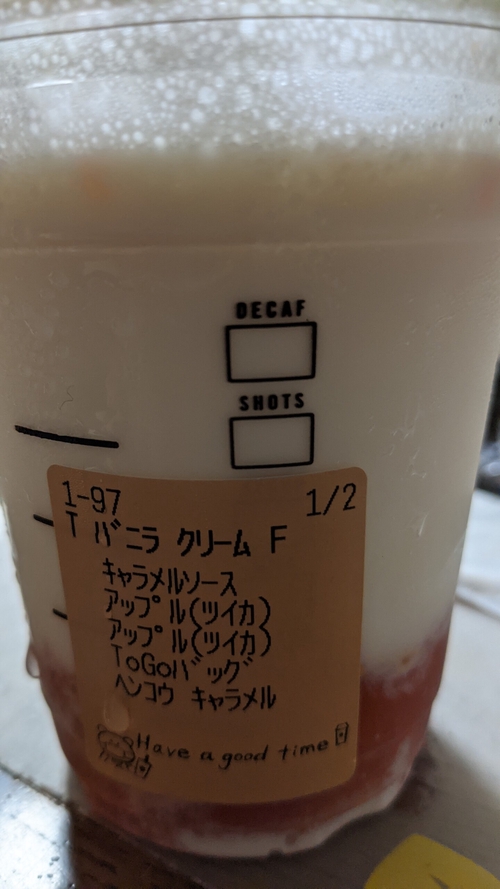 DECAF
SHOTS
1-97 1/2
T バニラ クリーム F
キャラメルソース
アップル(ツイカ)
アップル(ツイカ)
ToGoバッグ
ヘンコウ キャラメル
Have a good time